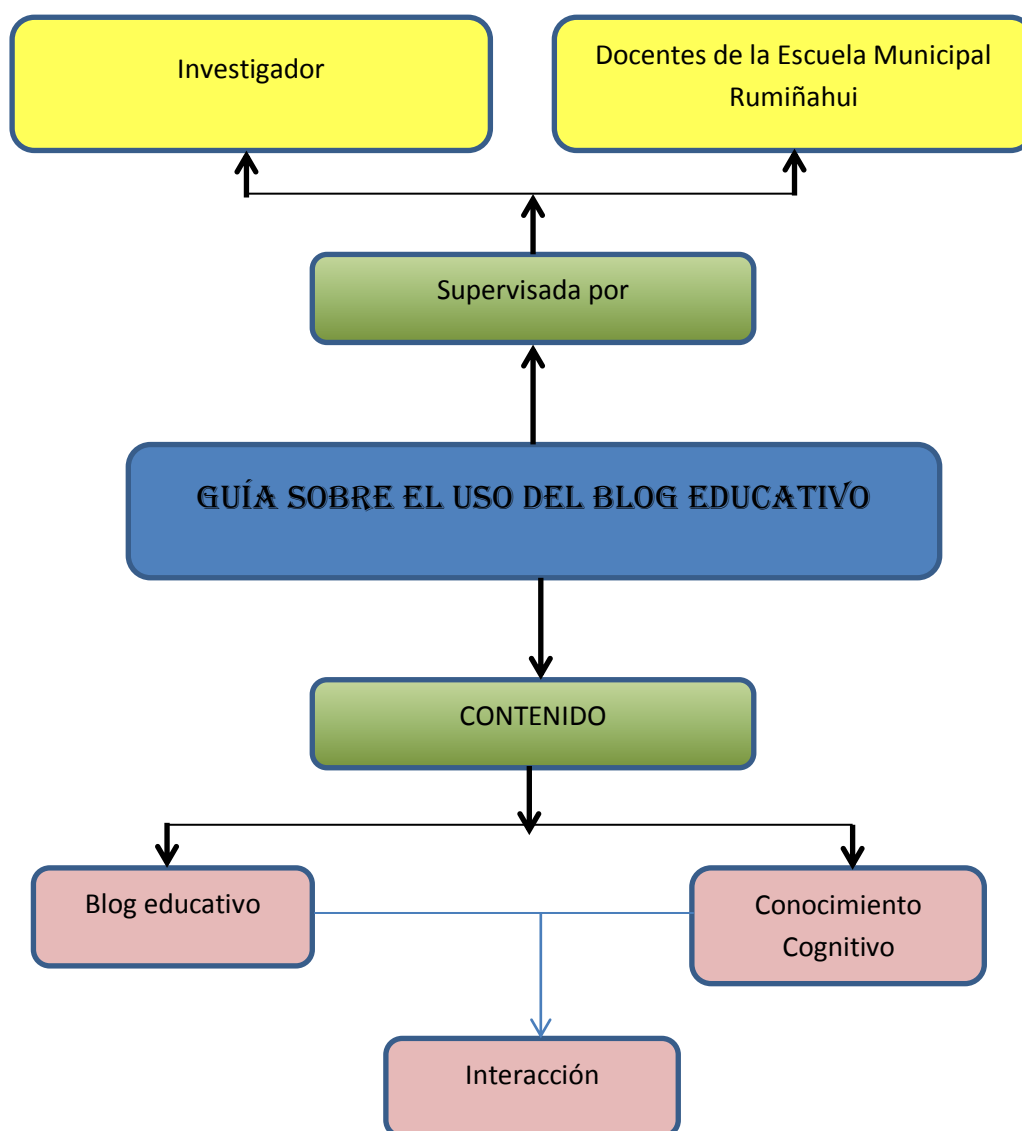 Investigador
Docentes de la Escuela Municipal
Rumiñahui
Supervisada por
GUÍA SOBRE EL USO DEL BLOG EDUCATIVO
CONTENIDO
Blog educativo
Conocimiento
Cognitivo
Interacción